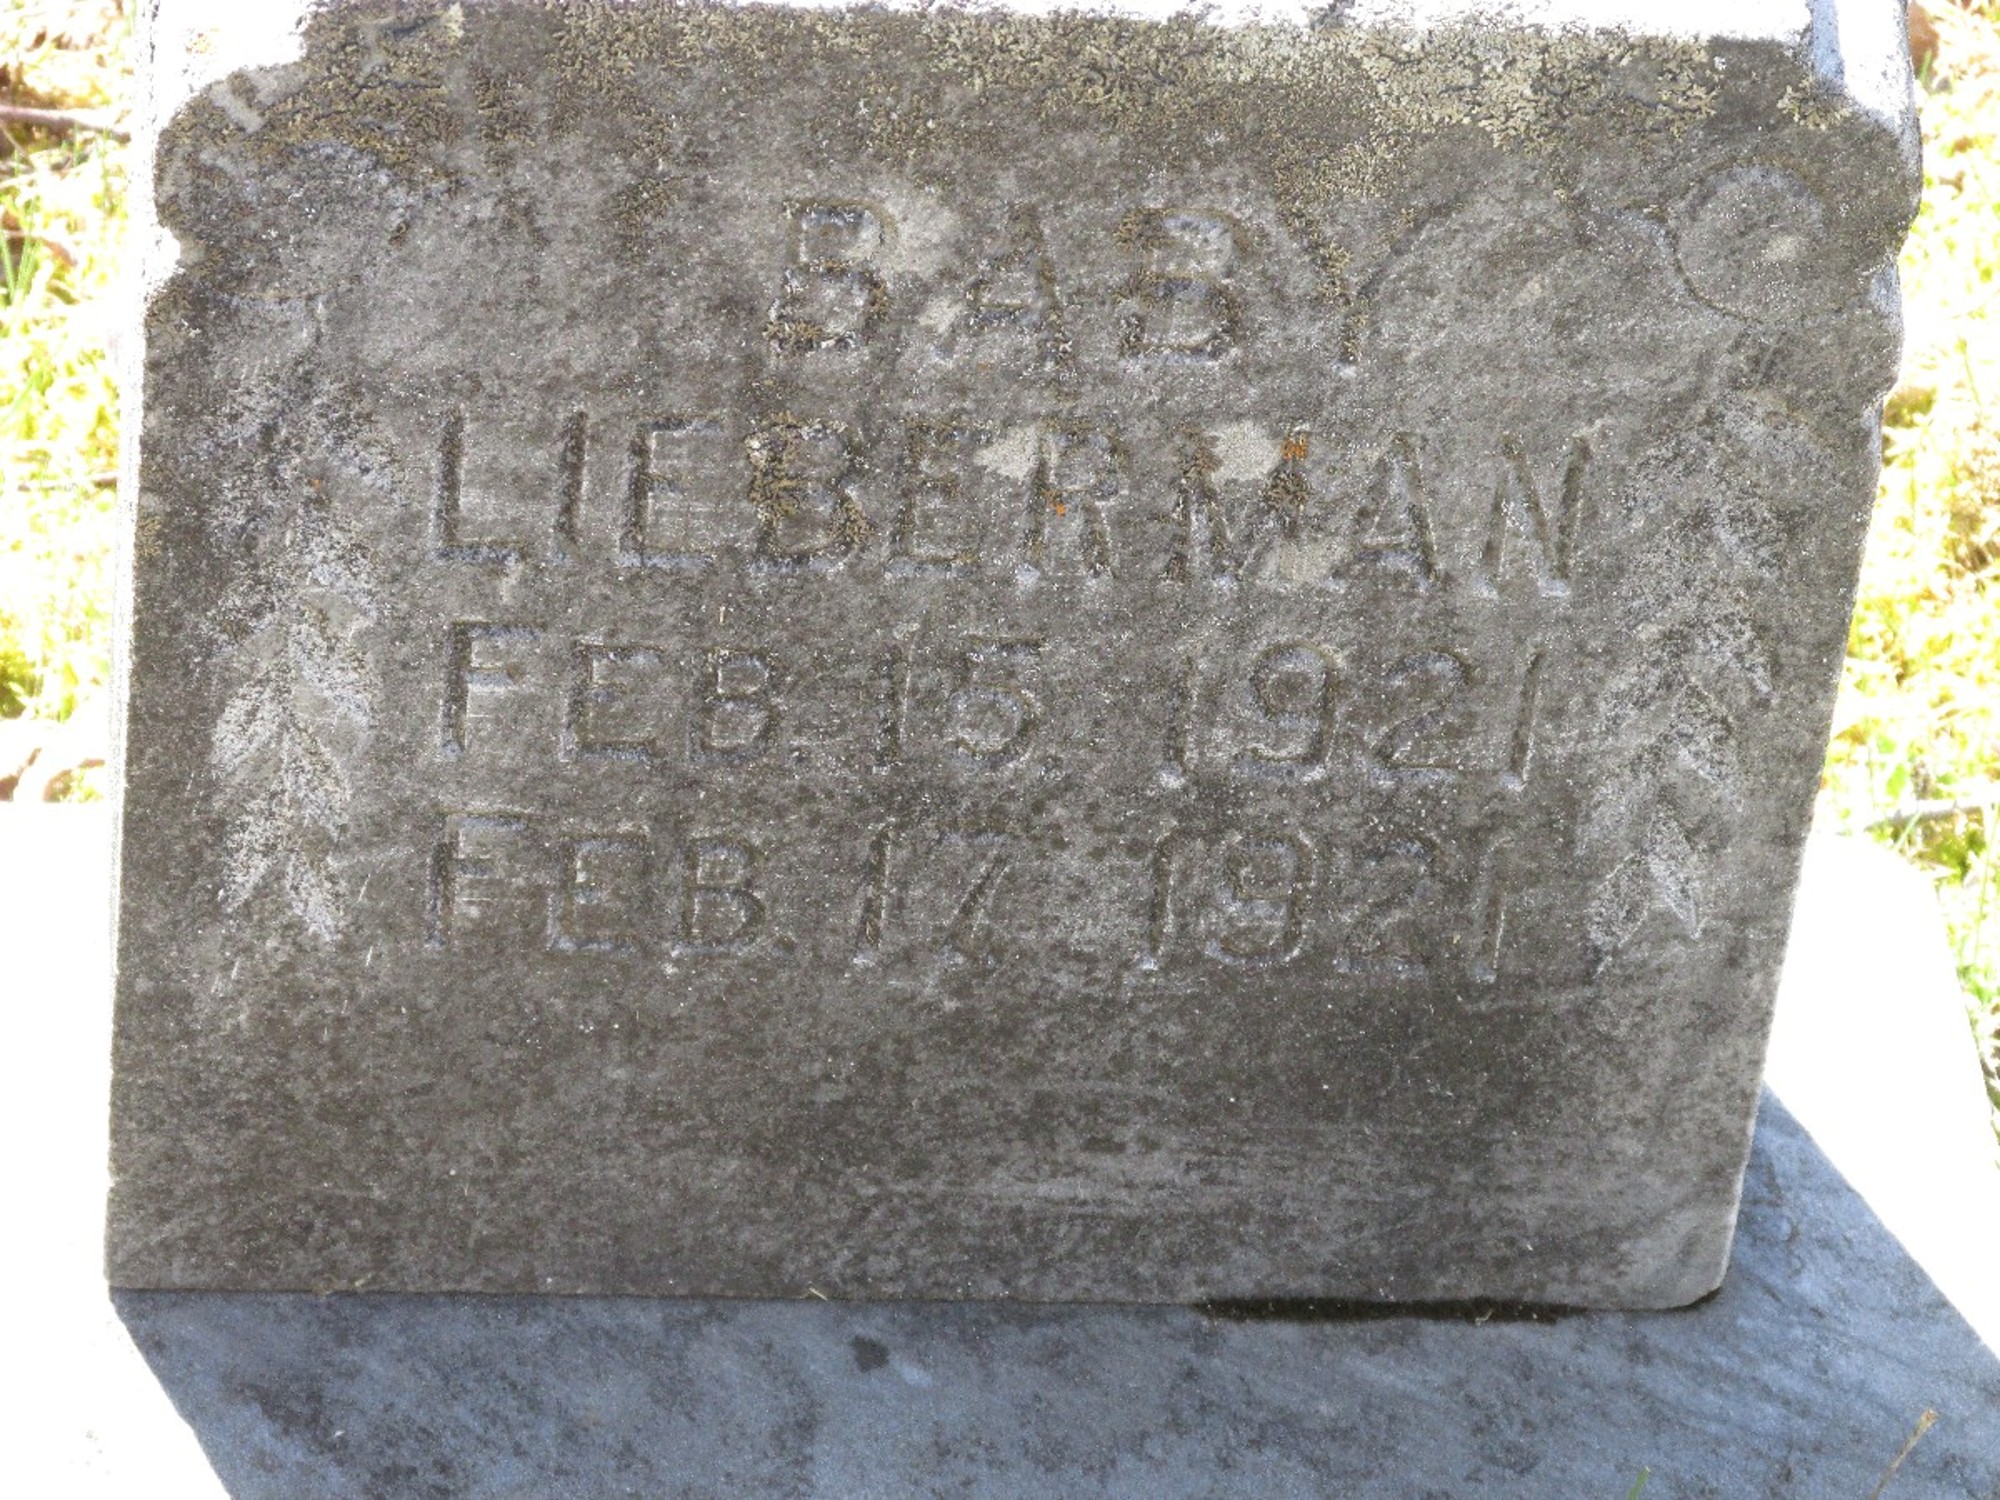 BABY
LIEBERMAN
FEB. 15, 1921
FEB. 17, 1921